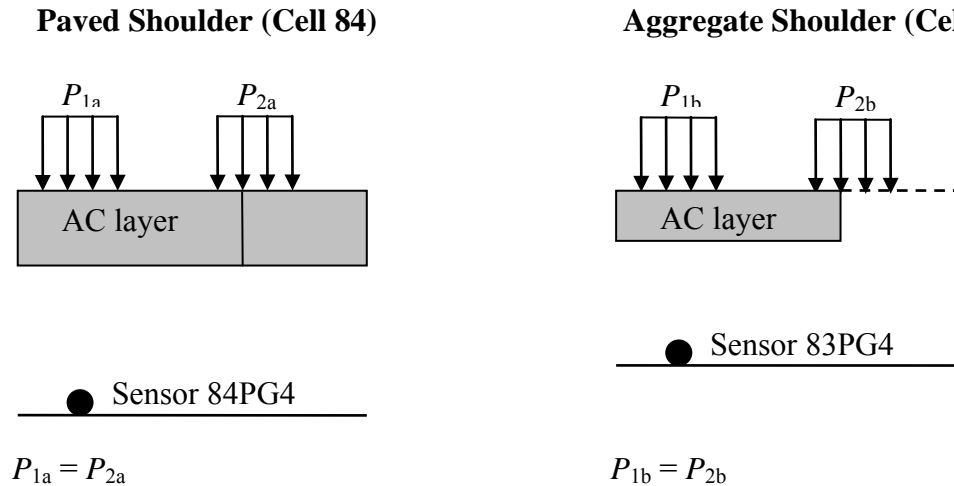 Paved Shoulder (Cell 84)
Aggregate Shoulder (Cel
P1a
P2a
P1b
P2b
AC layer
AC layer
Sensor 84PG4
Sensor 83PG4
P1a = P2a
P1b = P2b